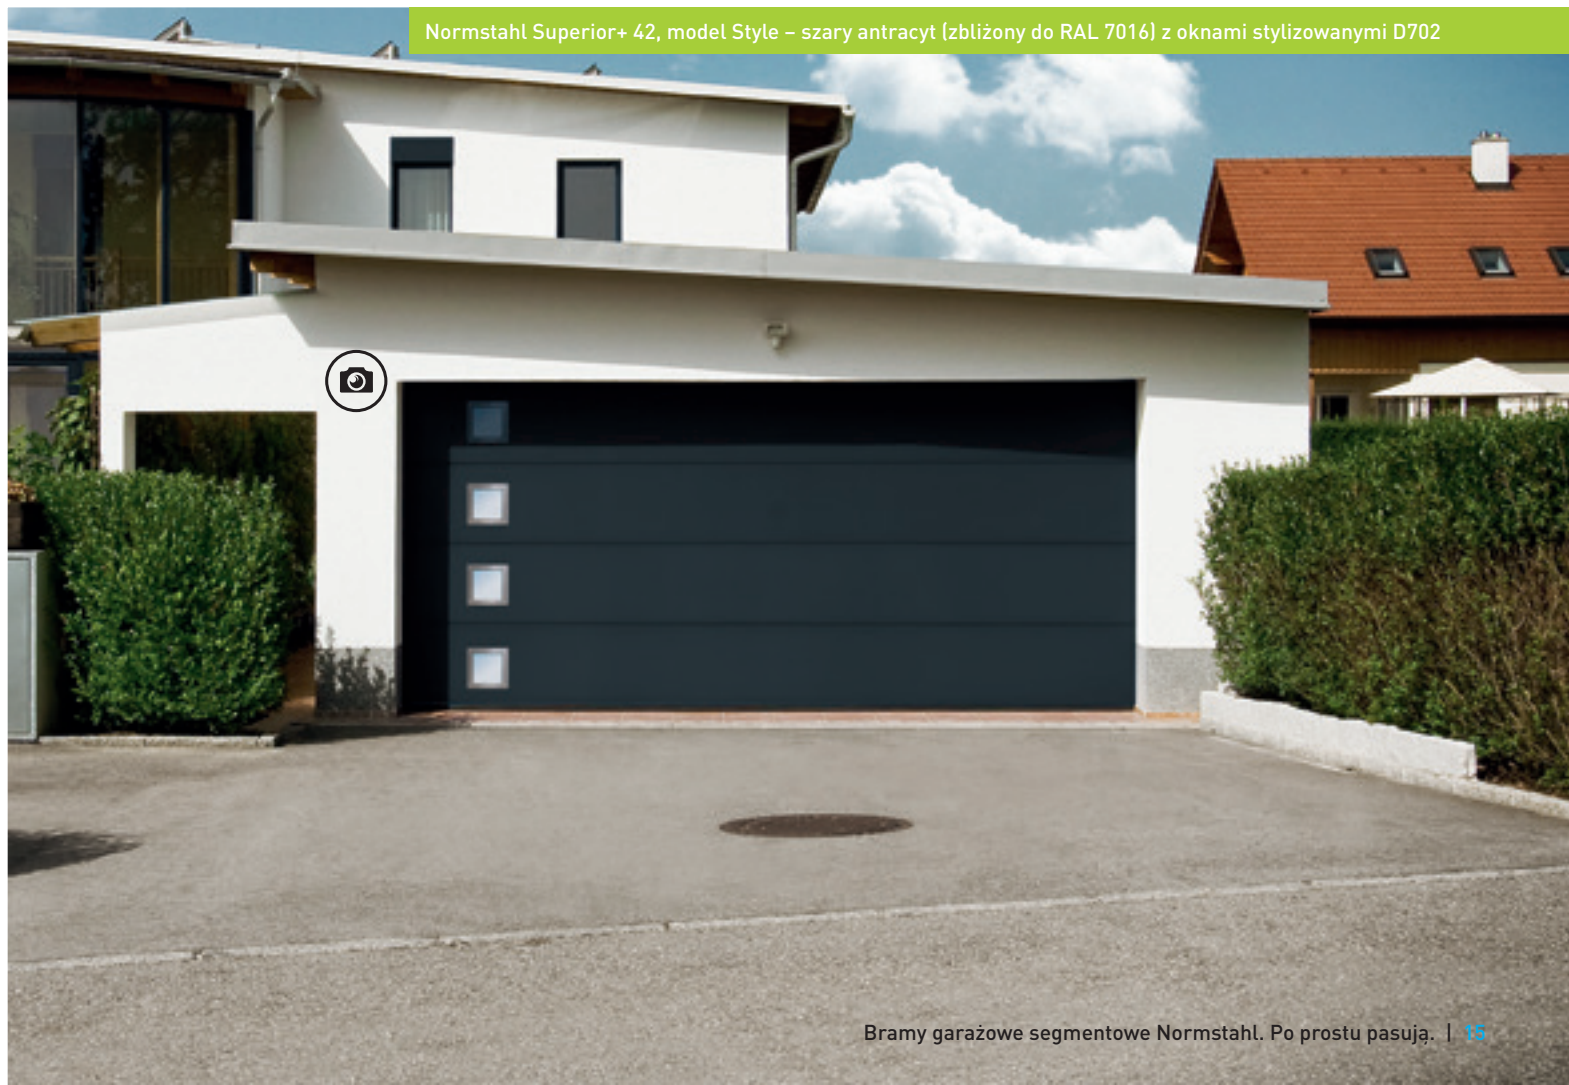 Normstahl Superior+ 42, model Style – szary antracyt (zbliżony do RAL 7016) z oknami stylizowanymi D702
Bramy garażowe segmentowe Normstahl. Po prostu pasują. | 15